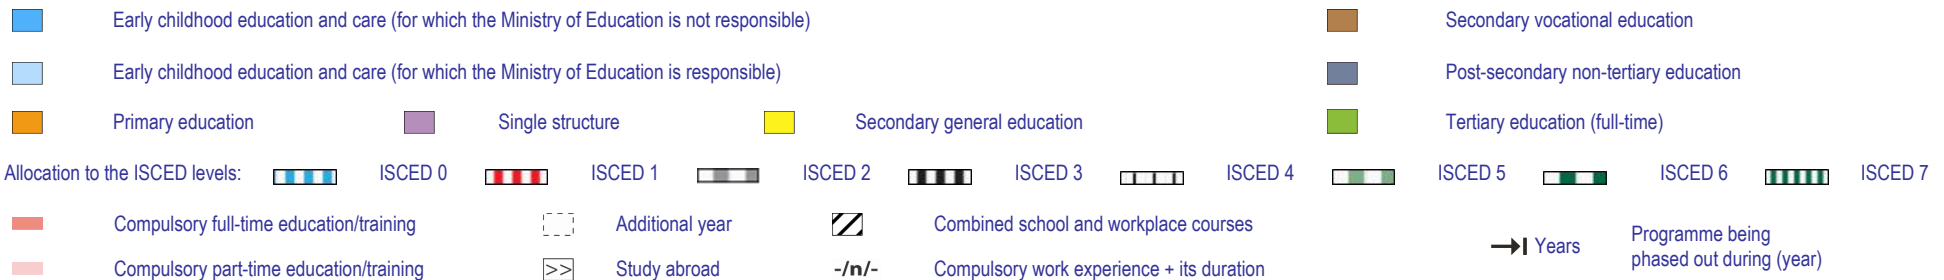 Early childhood education and care (for which the Ministry of Education is not responsible)
Secondary vocational education
Early childhood education and care (for which the Ministry of Education is responsible)
Post-secondary non-tertiary education
Primary education
Single structure
Secondary general education
Tertiary education (full-time)
Allocation to the ISCED levels: ISCED 0 ISCED 1 ISCED 2 ISCED 3 ISCED 4 ISCED 5 ISCED 6 ISCED 7
Compulsory full-time education/training
Additional year
Combined school and workplace courses
Years
Programme being
phased out during (year)
Compulsory part-time education/training
>>
Study abroad
-/n/-
Compulsory work experience + its duration